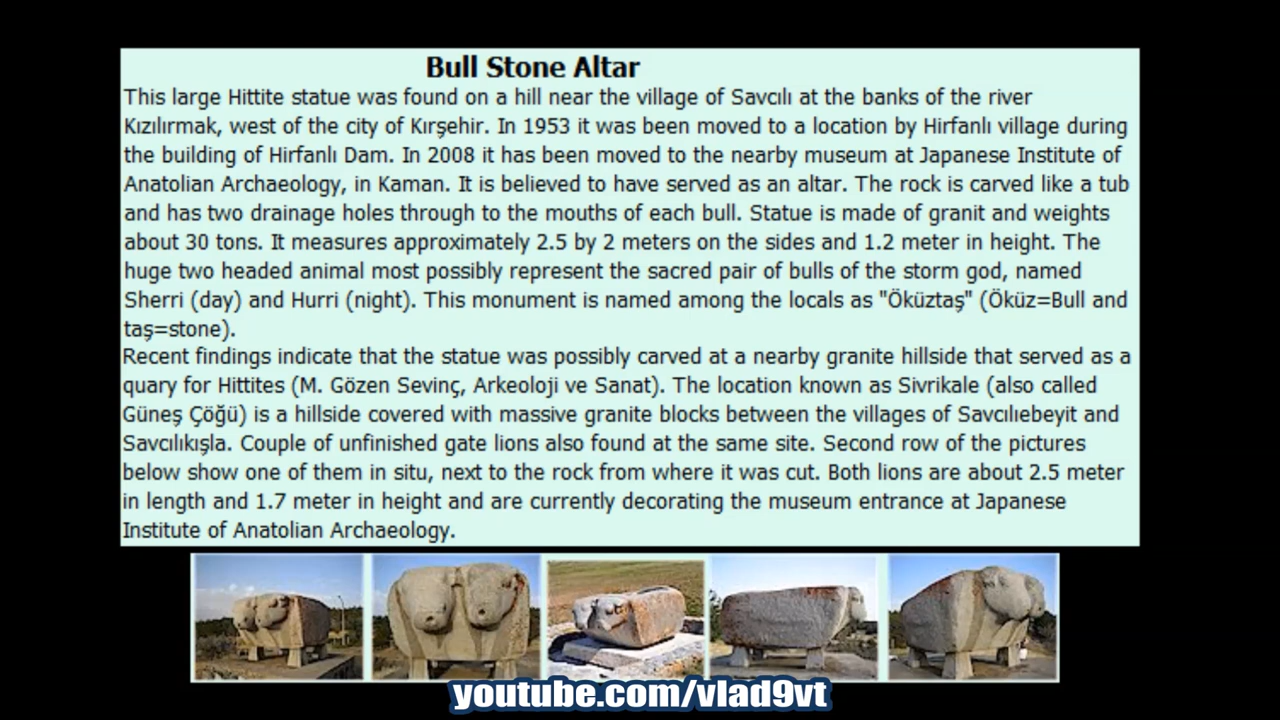 Bull Stone Altar
This large Hittite statue was found on a hill near the village of Savcılı at the banks of the river
Kızılırmak, west of the city of Kırşehir. In 1953 it was been moved to a location by Hirfanlı village during
the building of Hirfanlı Dam. In 2008 it has been moved to the nearby museum at Japanese Institute of
Anatolian Archaeology, in Kaman. It is believed to have served as an altar. The rock is carved like a tub
and has two drainage holes through to the mouths of each bull. Statue is made of granit and weights
about 30 tons. It measures approximately 2.5 by 2 meters on the sides and 1.2 meter in height. The
huge two headed animal most possibly represent the sacred pair of bulls of the storm god, named
Sherri (day) and Hurri (night). This monument is named among the locals as "Öküztaş" (Öküz=Bull and
taş=stone).
Recent findings indicate that the statue was possibly carved at a nearby granite hillside that served as a
quary for Hittites (M. Gözen Sevinç, Arkeoloji ve Sanat). The location known as Sivrikale (also called
Güneş Çöğü) is a hillside covered with massive granite blocks between the villages of Savcılıebeyit and
Savcılıkışla. Couple of unfinished gate lions also found at the same site. Second row of the pictures
below show one of them in situ, next to the rock from where it was cut. Both lions are about 2.5 meter
in length and 1.7 meter in height and are currently decorating the museum entrance at Japanese
Institute of Anatolian Archaeology.
youtube.com/vlad9vt